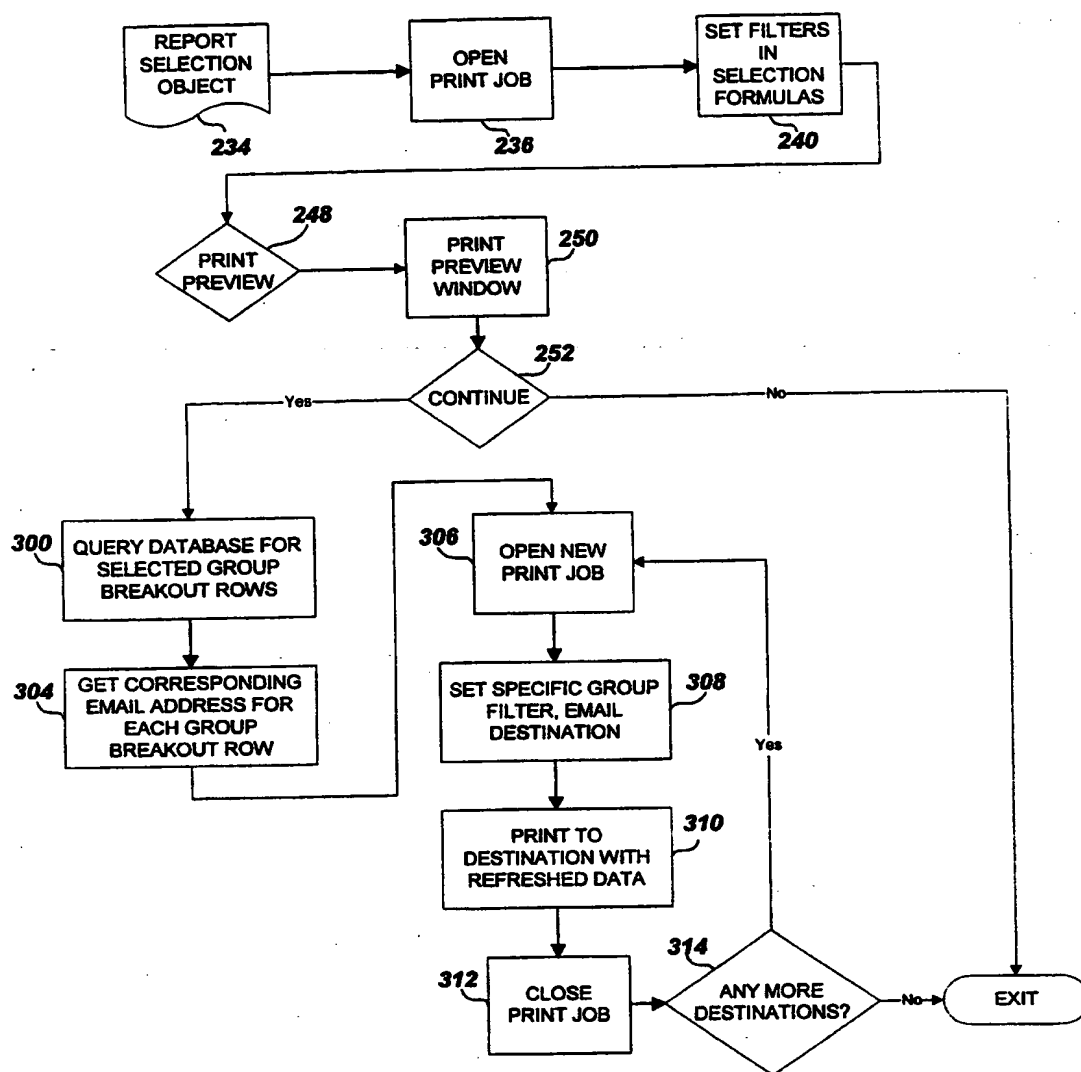 REPORT
SELECTION
OBJECT
234
OPEN
PRINT JOB
236
SET FILTERS
IN
SELECTION
FORMULAS
240
248
PRINT
PREVIEW
250
PRINT
PREVIEW
WINDOW
252
CONTINUE
Yes
No
300
QUERY DATABASE FOR
SELECTED GROUP
BREAKOUT ROWS
304
GET CORRESPONDING
EMAIL ADDRESS FOR
EACH GROUP
BREAKOUT ROW
306
OPEN NEW
PRINT JOB
308
SET SPECIFIC GROUP
FILTER, EMAIL
DESTINATION
Yes
310
PRINT TO
DESTINATION WITH
REFRESHED DATA
312
CLOSE
PRINT JOB
314
ANY MORE
DESTINATIONS?
No
EXIT